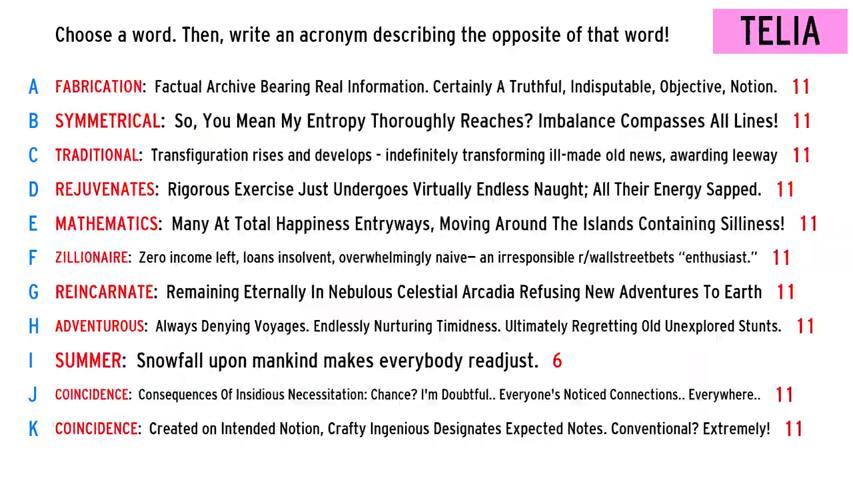 Choose a word. Then, write an acronym describing the opposite of that word!
TELIA
A FABRICATION: Factual Archive Bearing Real Information. Certainly A Truthful, Indisputable, Objective, Notion. 11
B SYMMETRICAL: So, You Mean My Entropy Thoroughly Reaches? Imbalance Compasses All Lines! 11
C TRADITIONAL: Transfiguration rises and develops - indefinitely transforming ill-made old news, awarding leeway 11
D REJUVENATES: Rigorous Exercise Just Undergoes Virtually Endless Naught; All Their Energy Sapped. 11
E MATHEMATICS: Many At Total Happiness Entryways, Moving Around The Islands Containing Silliness! 11
F ZILLIONAIRE: Zero income left, loans insolvent, overwhelmingly naive— an irresponsible r/wallstreetbets “enthusiast.” 11
G REINCARNATE: Remaining Eternally In Nebulous Celestial Arcadia Refusing New Adventures To Earth 11
H ADVENTUROUS: Always Denying Voyages. Endlessly Nurturing Timidness. Ultimately Regretting Old Unexplored Stunts. 11
I SUMMER: Snowfall upon mankind makes everybody readjust. 6
J COINCIDENCE: Consequences Of Insidious Necessitation: Chance? I'm Doubtful.. Everyone's Noticed Connections.. Everywhere.. 11
K COINCIDENCE: Created on Intended Notion, Crafty Ingenious Designates Expected Notes. Conventional? Extremely! 11